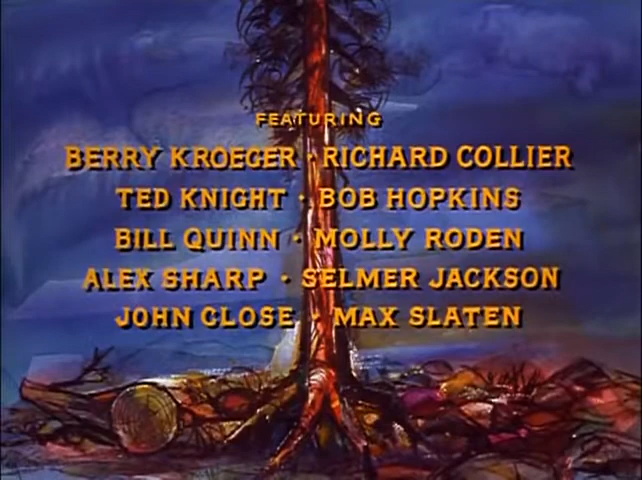 FEATURING
BERRY KROEGER · RICHARD COLLIER
TED KNIGHT · BOB HOPKINS
BILL QUINN · MOLLY RODEN
ALEX SHARP · SELMER JACKSON
JOHN CLOSE · MAX SLATEN